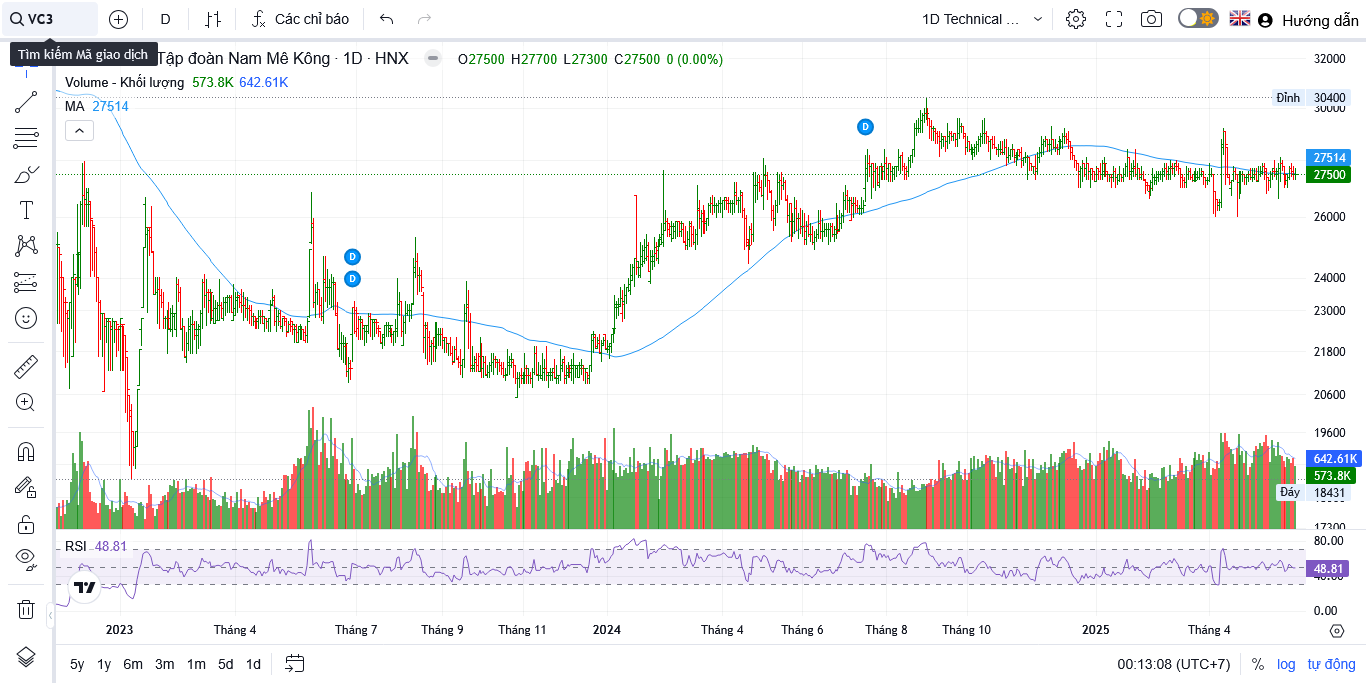 VC3 D Các chỉ báo 1D Technical ... Hướng dẫn
Tìm kiếm Mã giao dịch
Tập đoàn Nam Mê Kông · 1D · HNX O27500 H27700 L27300 C27500 0 (0.00%)
Volume - Khối lượng 573.8K 642.61K
MA 27514
32000
Đỉnh 30400
30000
D
27514
27500
26000
D
D
24000
23000
21800
20600
19600
642.61K
573.8K
Đáy 18431
17300
RSI 48.81
80.00
48.81
40.00
0.00
2023 Tháng 4 Tháng 7 Tháng 9 Tháng 11 2024 Tháng 4 Tháng 6 Tháng 8 Tháng 10 2025 Tháng 4
5y 1y 6m 3m 1m 5d 1d 00:13:08 (UTC+7) % log tự động